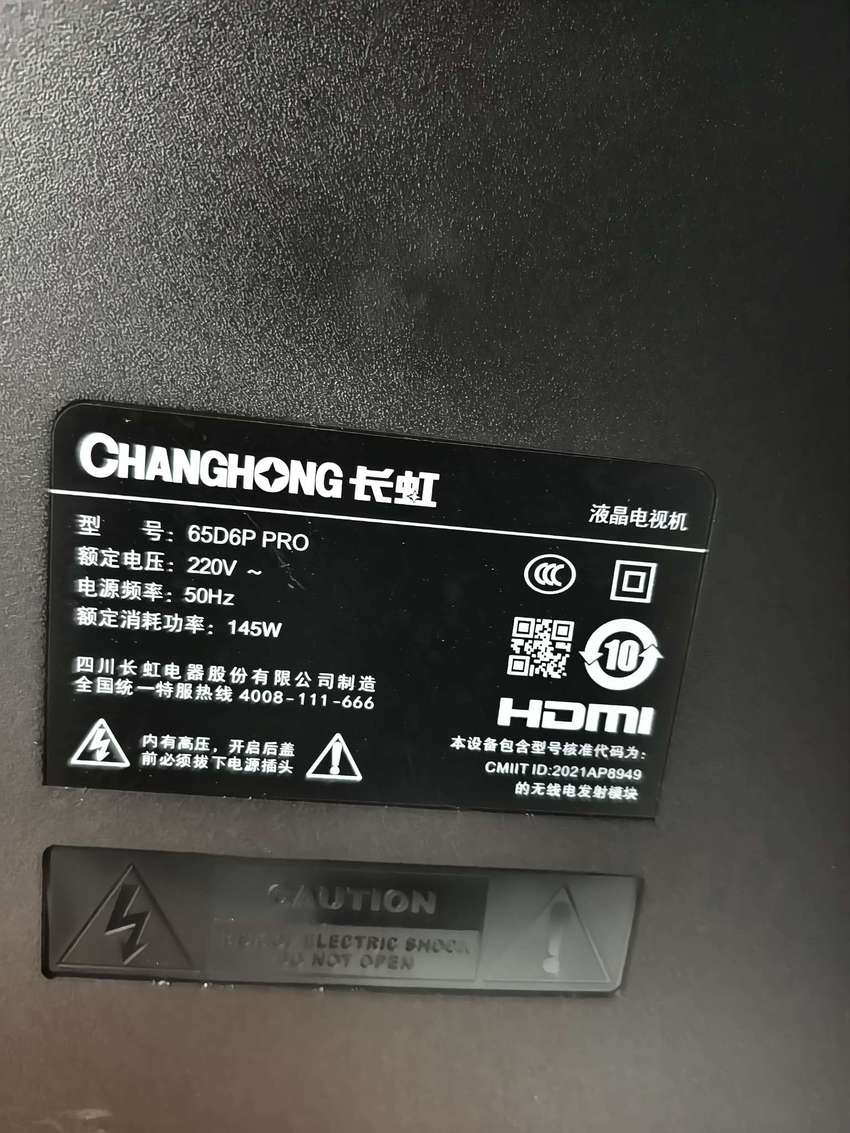 CHANGHONG 长虹
液晶电视机
型 号：65D6P PRO
额定电压：220V ~
电源频率：50Hz
额定消耗功率：145W
四川长虹电器股份有限公司制造
全国统一特服热线 4008-111-666
内有高压，开启后盖
前必须拔下电源插头
10
HDMI
本设备包含型号核准代码为：
CMIIT ID:2021AP8949
的无线电发射模块
CAUTION
ELECTRIC SHOCK
DO NOT OPEN